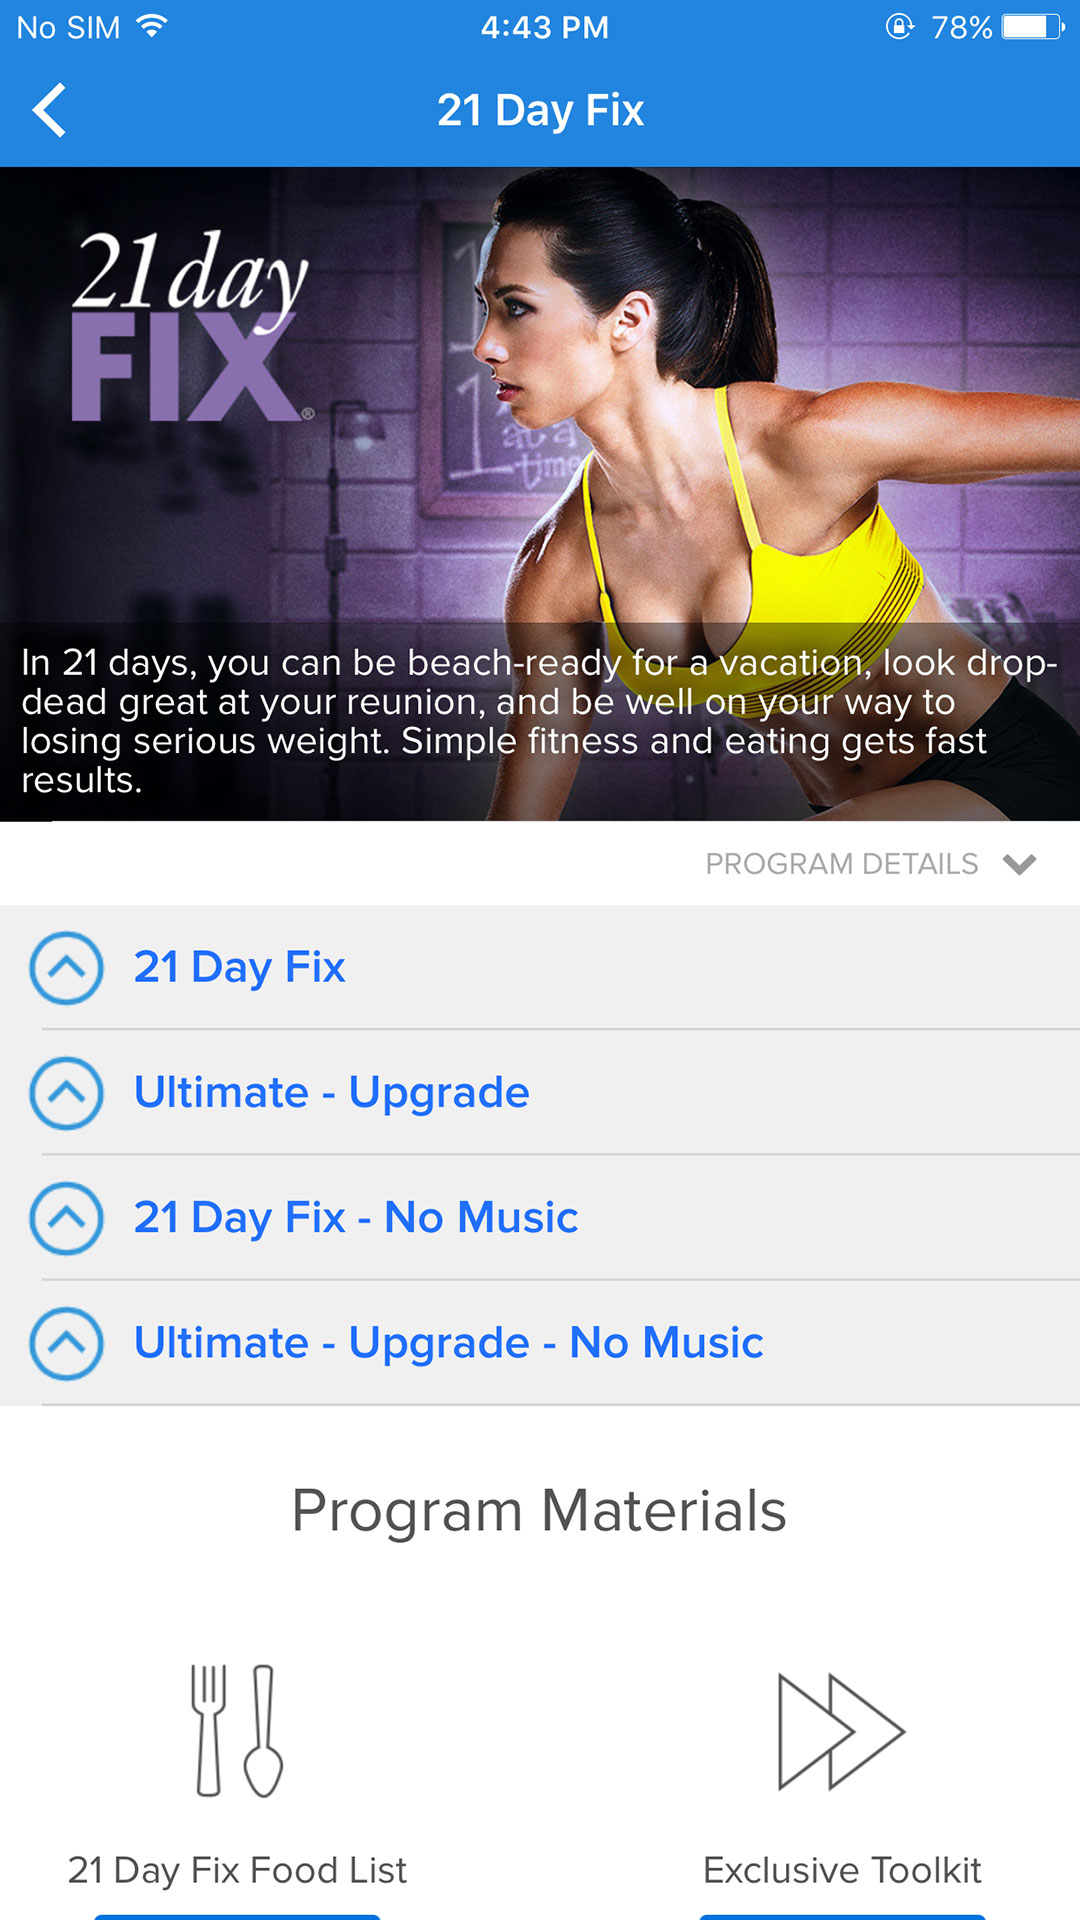 No SIM 4:43 PM 78%
21 Day Fix
21 day
FIX®
1
1
at a
time
In 21 days, you can be beach-ready for a vacation, look drop-
dead great at your reunion, and be well on your way to
losing serious weight. Simple fitness and eating gets fast
results.
PROGRAM DETAILS
21 Day Fix
Ultimate - Upgrade
21 Day Fix - No Music
Ultimate - Upgrade - No Music
Program Materials
21 Day Fix Food List
Exclusive Toolkit